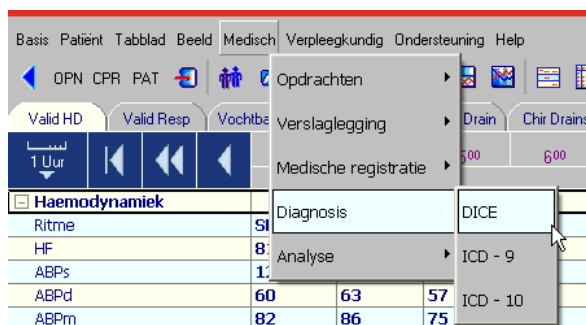 Basis Patiënt Tabblad Beeld Medisch Verpleegkundig Ondersteuning Help
OPN CPR PAT
Opdrachten
Valid HD Valid Resp Drain Chir Drains
Verslaglegging
1 Uur 5⁰⁰ 6⁰⁰
Medische registratie
Haemodynamiek
Diagnosis DICE
Ritme
HF
Analyse ICD - 9
ABPs
ABPd 60 63 57
ICD - 10
ABPm 82 86 75